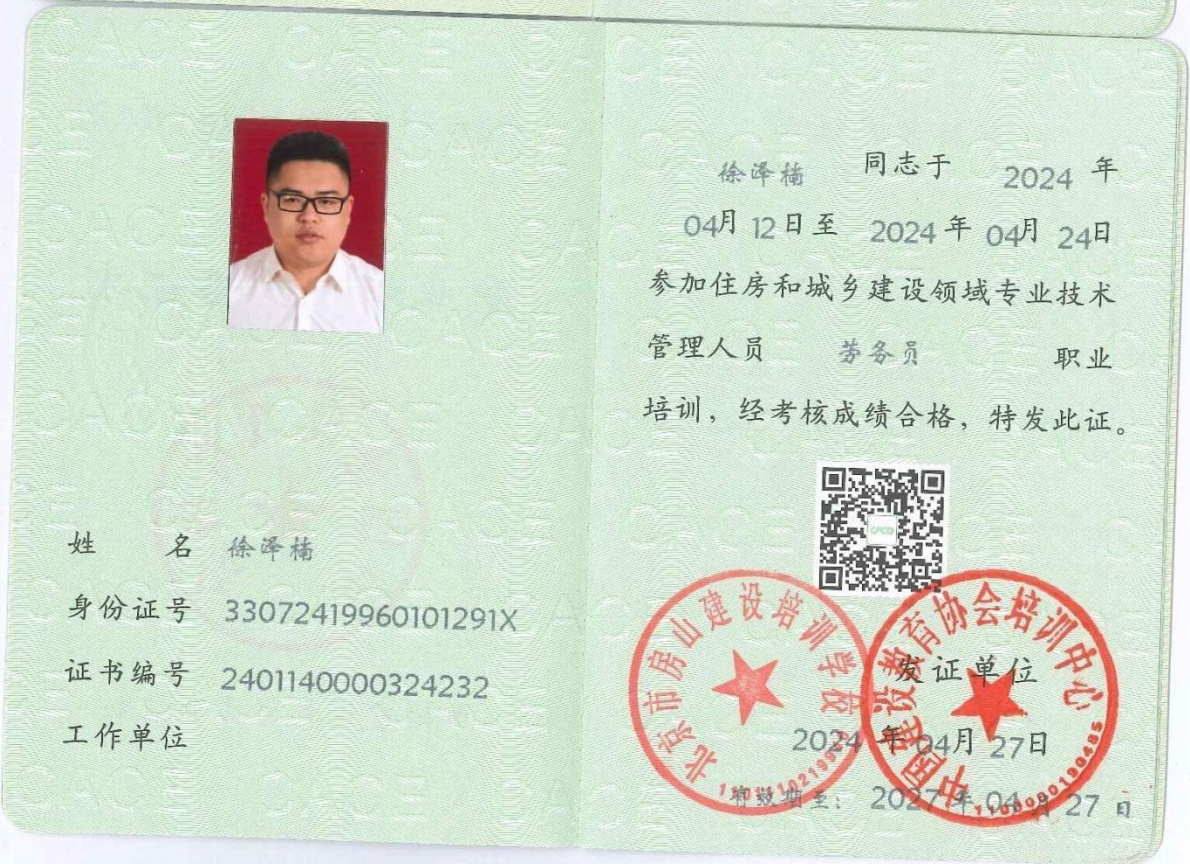 姓 名 徐泽楠
身份证号 33072419960101291X
证书编号 2401140000324232
工作单位
徐泽楠 同志于 2024 年
04月 12日至 2024年 04月 24日
参加住房和城乡建设领域专业技术
管理人员 劳务员 职业
培训，经考核成绩合格，特发此证。
CACE
北京市房山建设培训学校
中国建设教育协会培训中心
1100000190485
发证单位
2024 年 04月 27日
有效期至： 2027 年 04 月 27 日